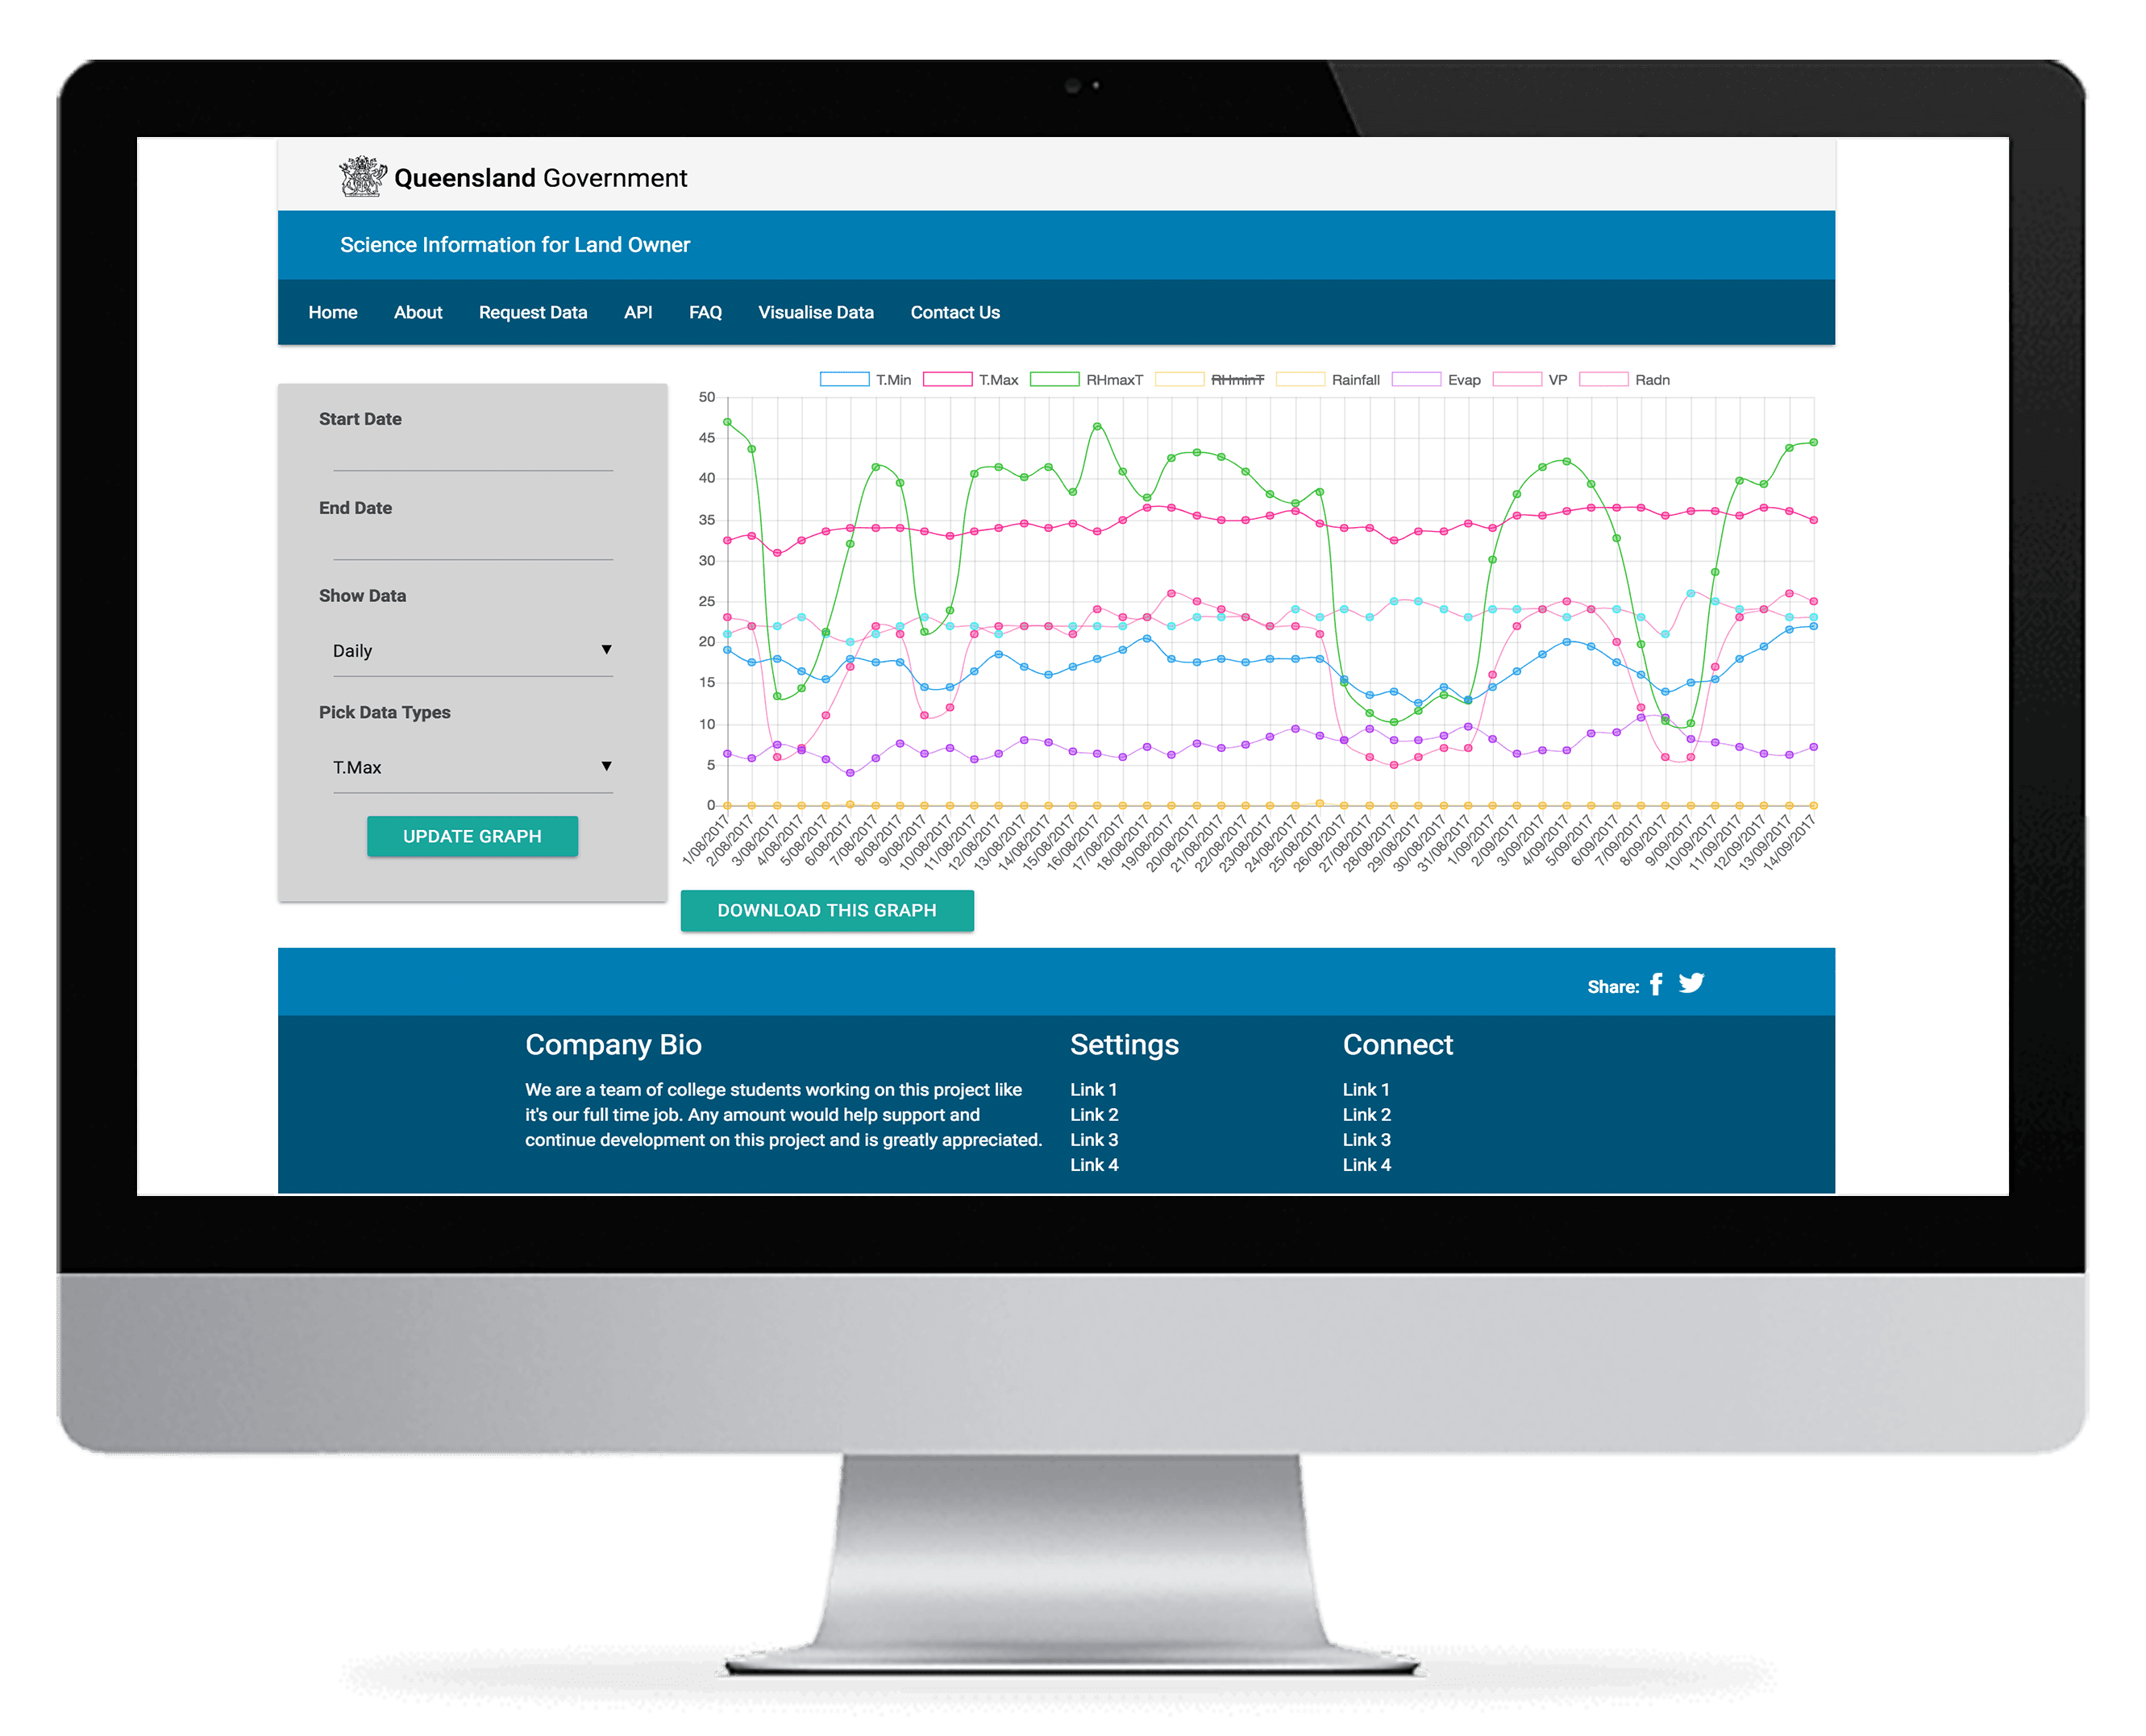 Queensland Government
Science Information for Land Owner
Home About Request Data API FAQ Visualise Data Contact Us
Start Date
End Date
Show Data
Daily
Pick Data Types
T.Max
UPDATE GRAPH
T.Min T.Max RHmaxT RHminT Rainfall Evap VP Radn
50
45
40
35
30
25
20
15
10
5
0
1/08/2017 2/08/2017 3/08/2017 4/08/2017 5/08/2017 6/08/2017 7/08/2017 8/08/2017 9/08/2017 10/08/2017 11/08/2017 12/08/2017 13/08/2017 14/08/2017 15/08/2017 16/08/2017 17/08/2017 18/08/2017 19/08/2017 20/08/2017 21/08/2017 22/08/2017 23/08/2017 24/08/2017 25/08/2017 26/08/2017 27/08/2017 28/08/2017 29/08/2017 30/08/2017 31/08/2017 1/09/2017 2/09/2017 3/09/2017 4/09/2017 5/09/2017 6/09/2017 7/09/2017 8/09/2017 9/09/2017 10/09/2017 11/09/2017 12/09/2017 13/09/2017 14/09/2017
DOWNLOAD THIS GRAPH
Share:
Company Bio
We are a team of college students working on this project like
it's our full time job. Any amount would help support and
continue development on this project and is greatly appreciated.
Settings
Link 1
Link 2
Link 3
Link 4
Connect
Link 1
Link 2
Link 3
Link 4